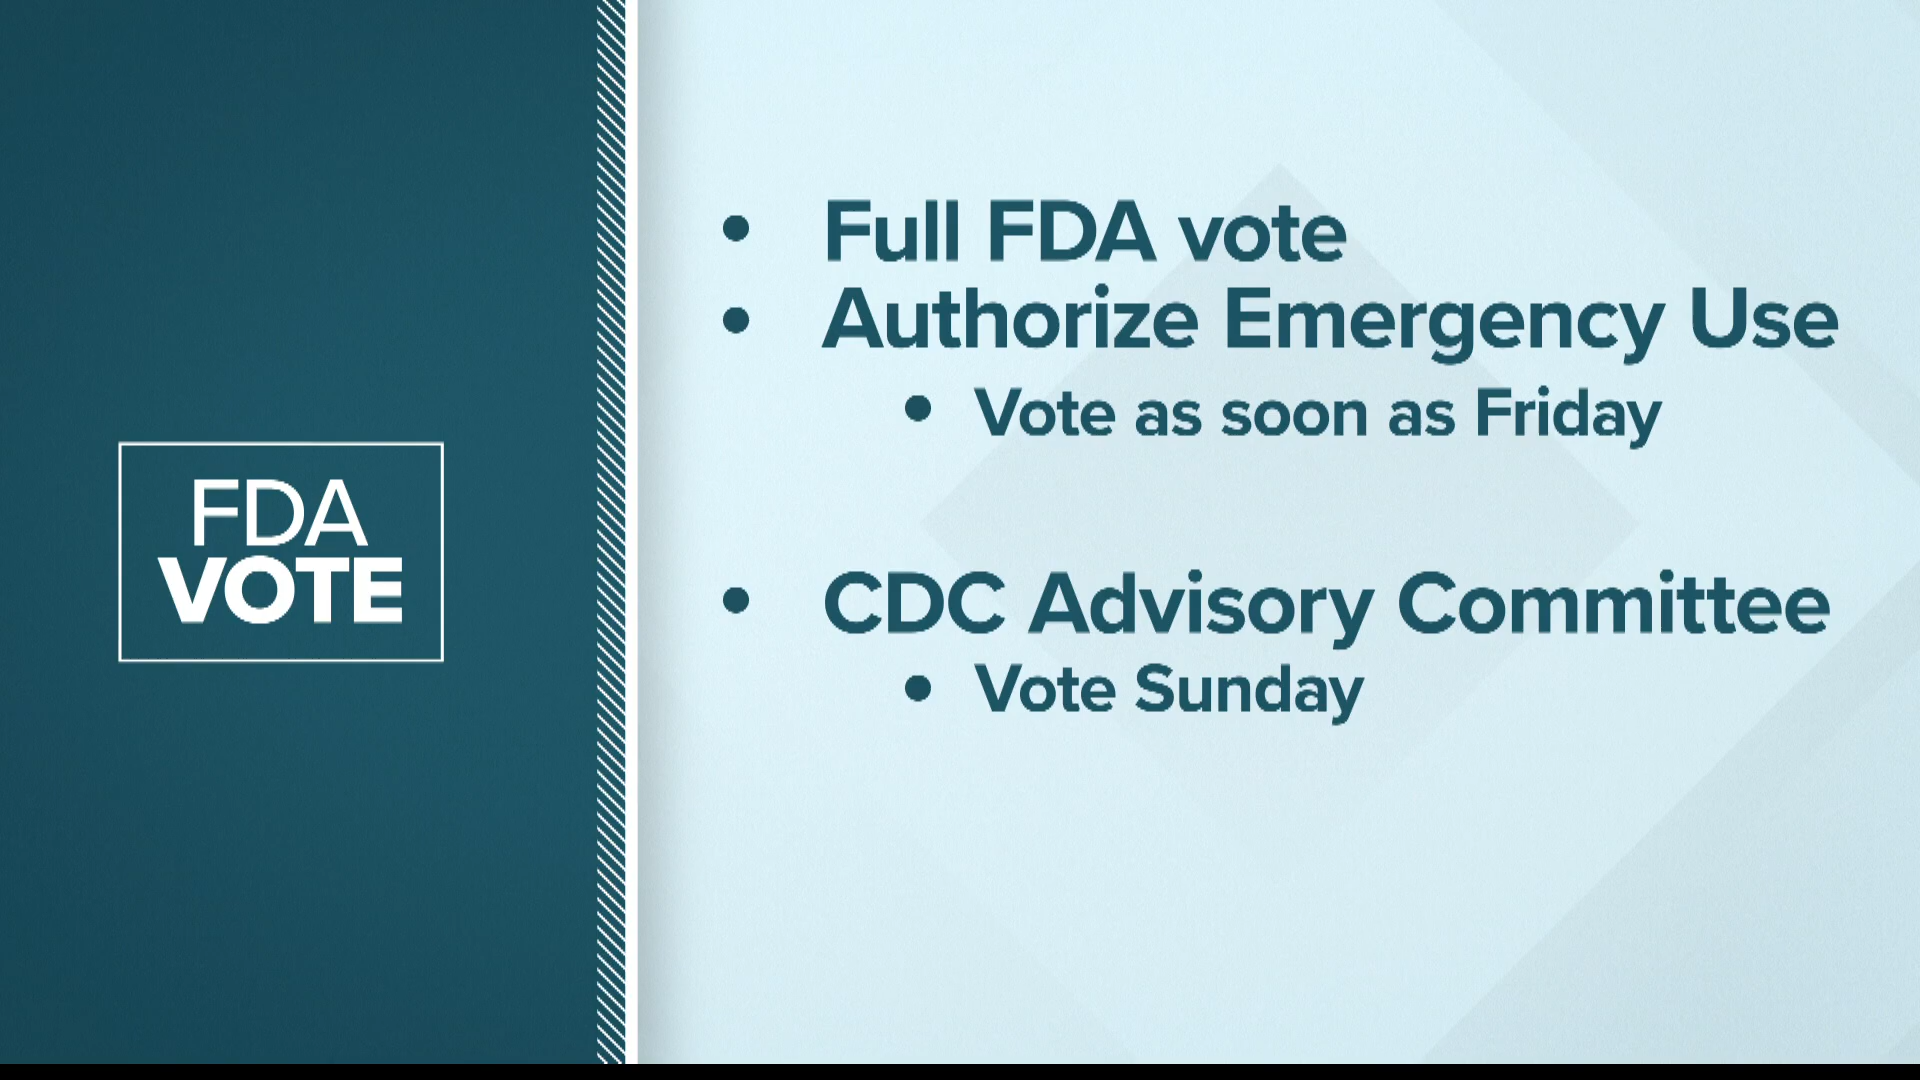 FDA
VOTE
• Full FDA vote
• Authorize Emergency Use
• Vote as soon as Friday
• CDC Advisory Committee
• Vote Sunday